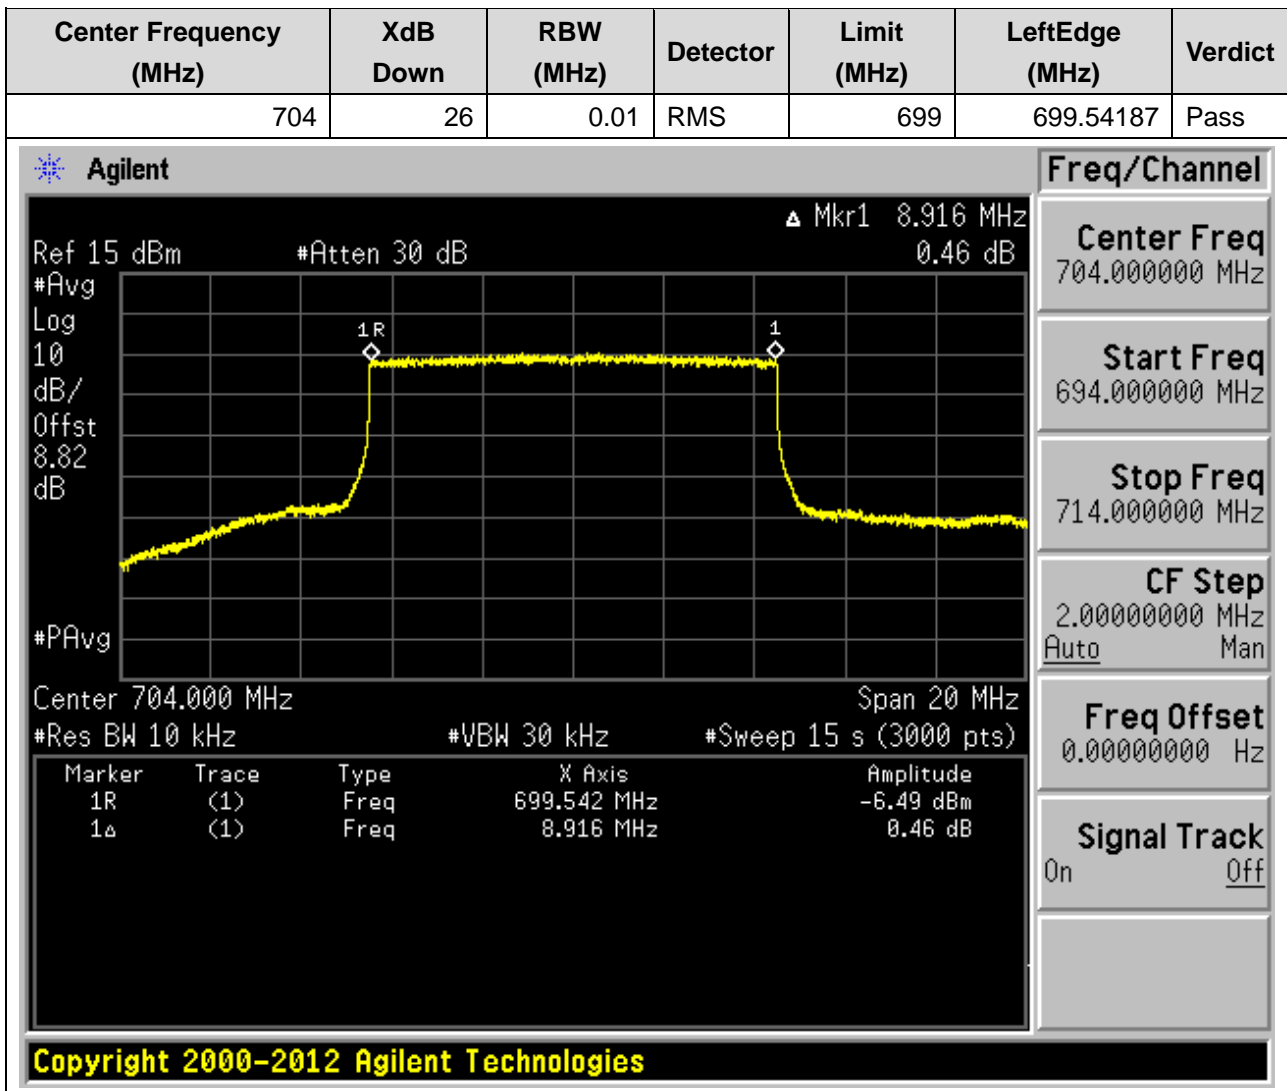 Center Frequency (MHz) XdB Down RBW (MHz) Detector Limit (MHz) LeftEdge (MHz) Verdict
704 26 0.01 RMS 699 699.54187 Pass
Agilent
Freq/Channel
Δ Mkr1 8.916 MHz
Ref 15 dBm #Atten 30 dB 0.46 dB
#Avg
Log
10
dB/
Offst
8.82
dB
1R
1
#PAvg
Center 704.000 MHz Span 20 MHz
#Res BW 10 kHz #VBW 30 kHz #Sweep 15 s (3000 pts)
Marker Trace Type X Axis Amplitude
1R (1) Freq 699.542 MHz -6.49 dBm
1Δ (1) Freq 8.916 MHz 0.46 dB
Center Freq
704.000000 MHz
Start Freq
694.000000 MHz
Stop Freq
714.000000 MHz
CF Step
2.00000000 MHz
Auto Man
Freq Offset
0.00000000 Hz
Signal Track
On Off
Copyright 2000-2012 Agilent Technologies